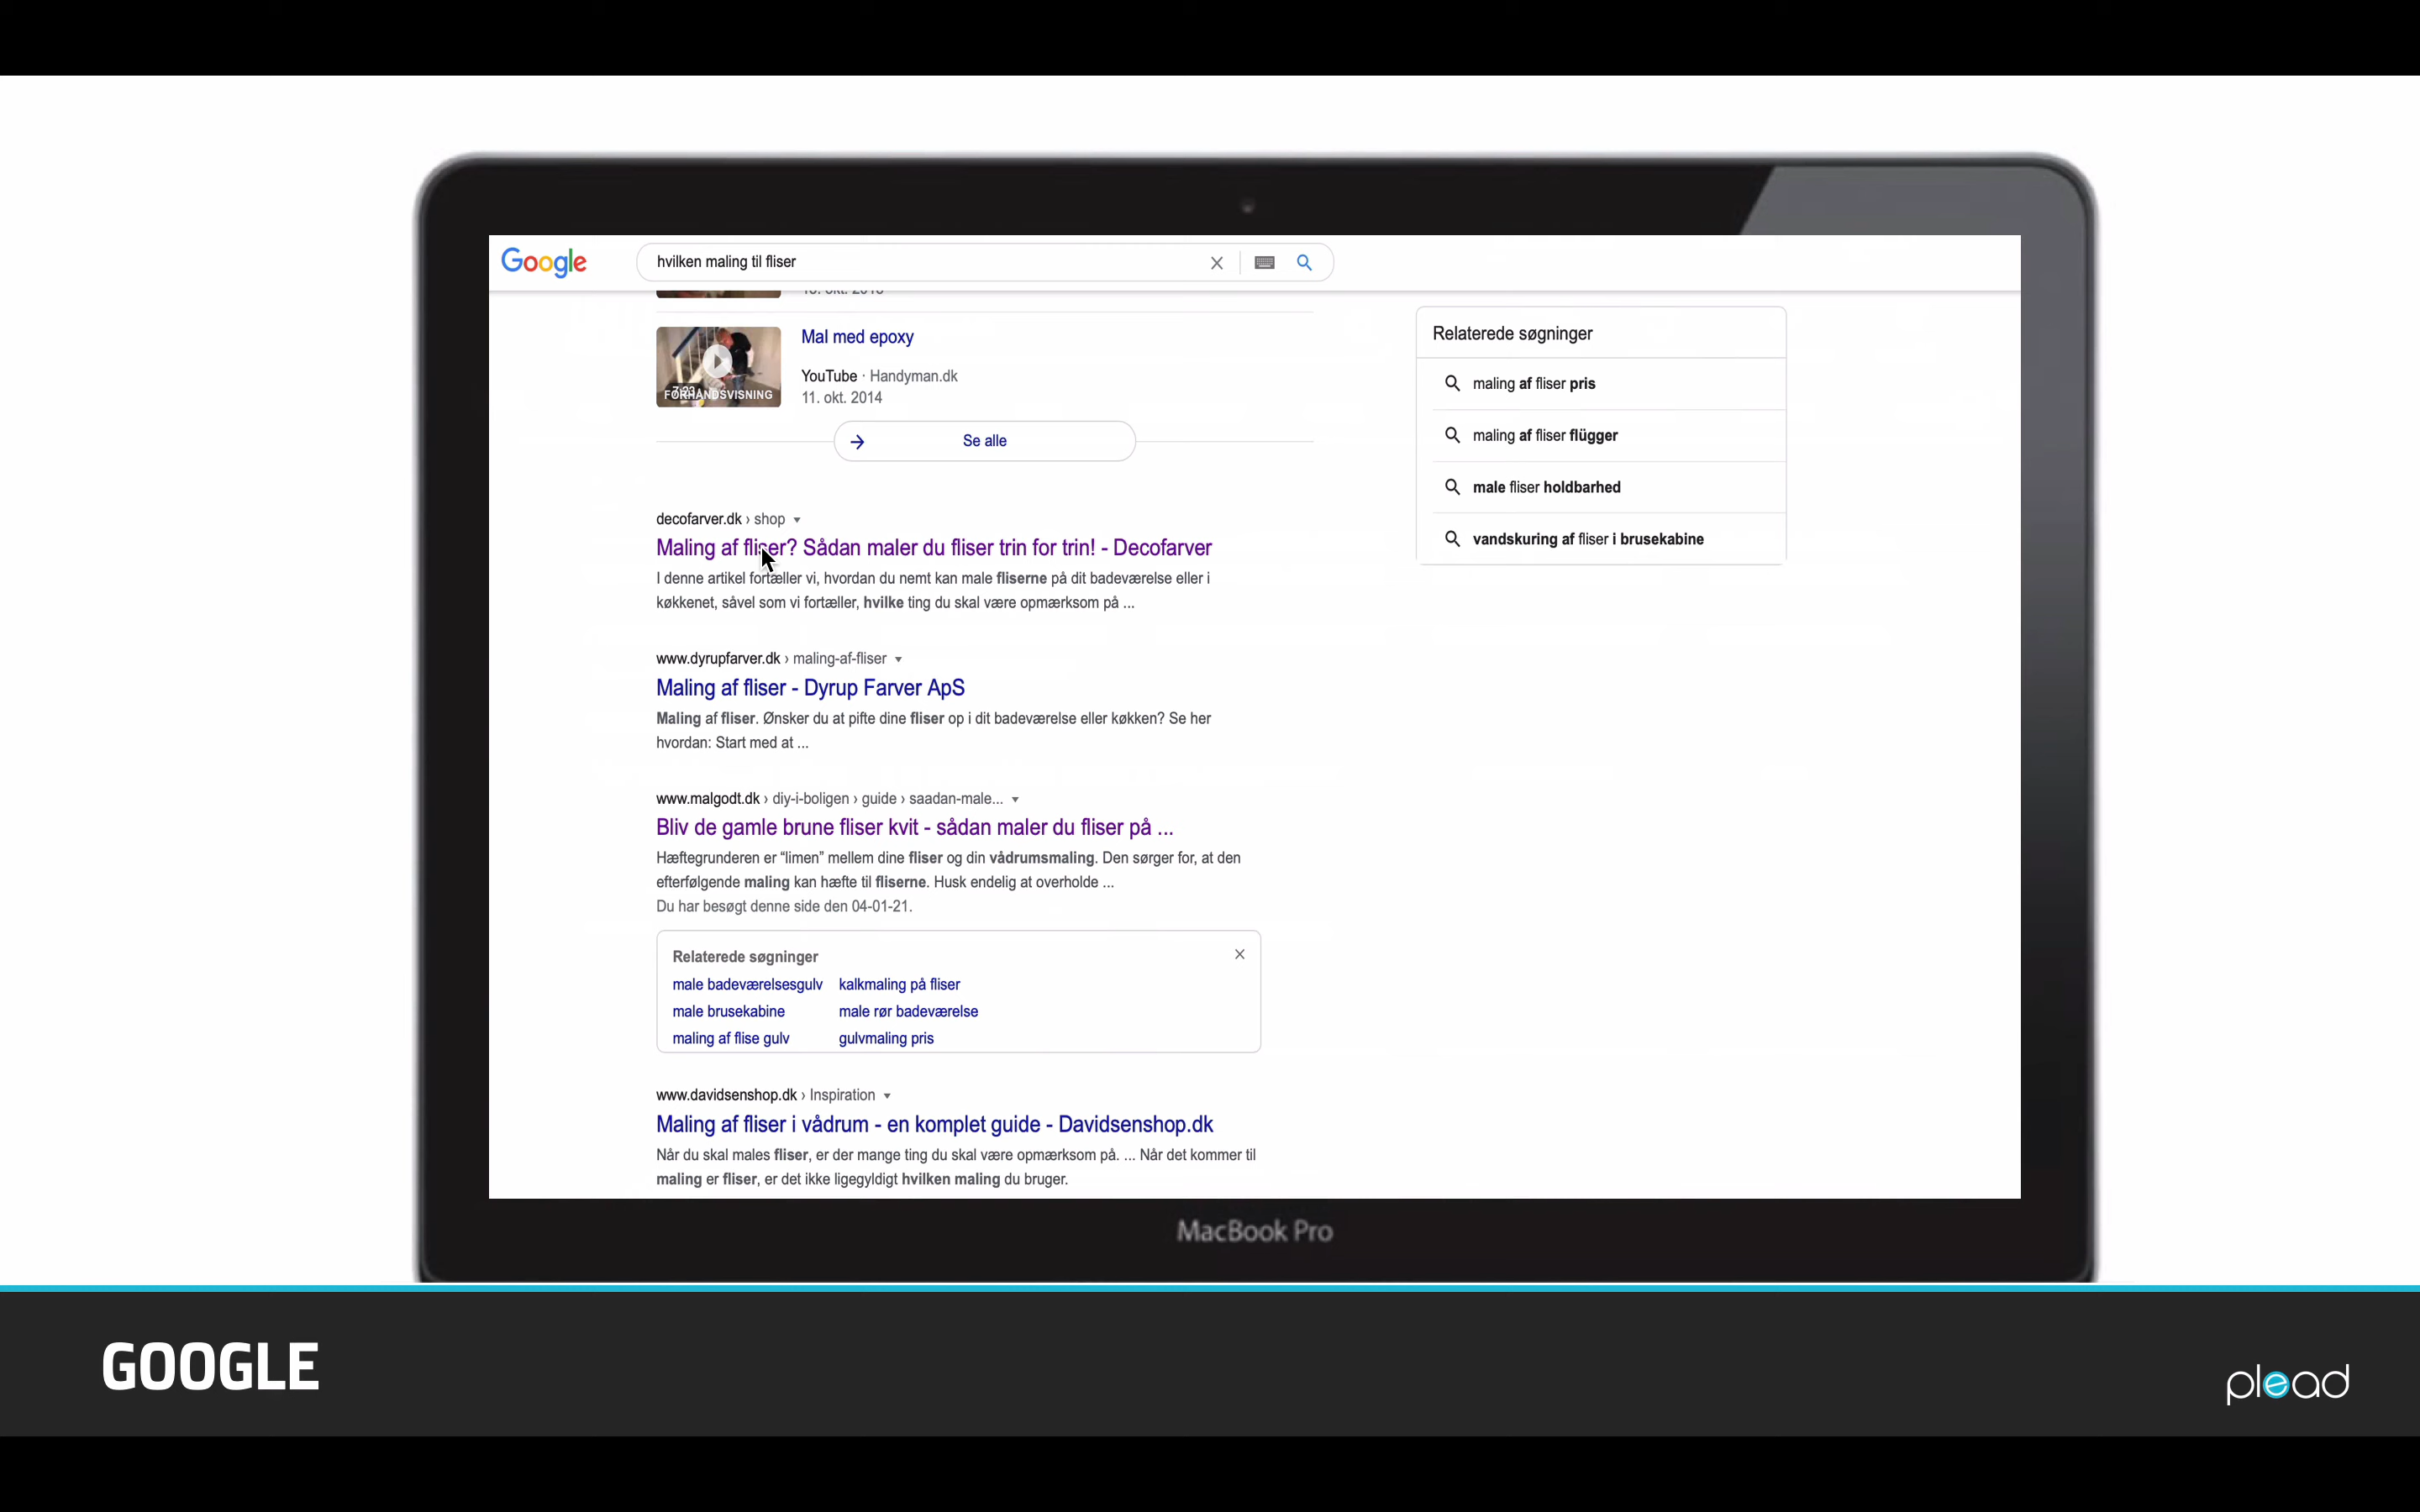 Google
hvilken maling til fliser
Mal med epoxy
YouTube · Handyman.dk
11. okt. 2014
7:23
FORHÅNDSVISNING
Se alle
decofarver.dk › shop
Maling af fliser? Sådan maler du fliser trin for trin! - Decofarver
I denne artikel fortæller vi, hvordan du nemt kan male fliserne på dit badeværelse eller i
køkkenet, såvel som vi fortæller, hvilke ting du skal være opmærksom på ...
www.dyrupfarver.dk › maling-af-fliser
Maling af fliser - Dyrup Farver ApS
Maling af fliser. Ønsker du at pifte dine fliser op i dit badeværelse eller køkken? Se her
hvordan: Start med at ...
www.malgodt.dk › diy-i-boligen › guide › saadan-male...
Bliv de gamle brune fliser kvit - sådan maler du fliser på ...
Hæftegrunderen er “limen” mellem dine fliser og din vådrumsmaling. Den sørger for, at den
efterfølgende maling kan hæfte til fliserne. Husk endelig at overholde ...
Du har besøgt denne side den 04-01-21.
Relaterede søgninger
male badeværelsesgulv kalkmaling på fliser
male brusekabine male rør badeværelse
maling af flise gulv gulvmaling pris
www.davidsenshop.dk › Inspiration
Maling af fliser i vådrum - en komplet guide - Davidsenshop.dk
Når du skal males fliser, er der mange ting du skal være opmærksom på. ... Når det kommer til
maling er fliser, er det ikke ligegyldigt hvilken maling du bruger.
Relaterede søgninger
maling af fliser pris
maling af fliser flügger
male fliser holdbarhed
vandskuring af fliser i brusekabine
MacBook Pro
GOOGLE
plead